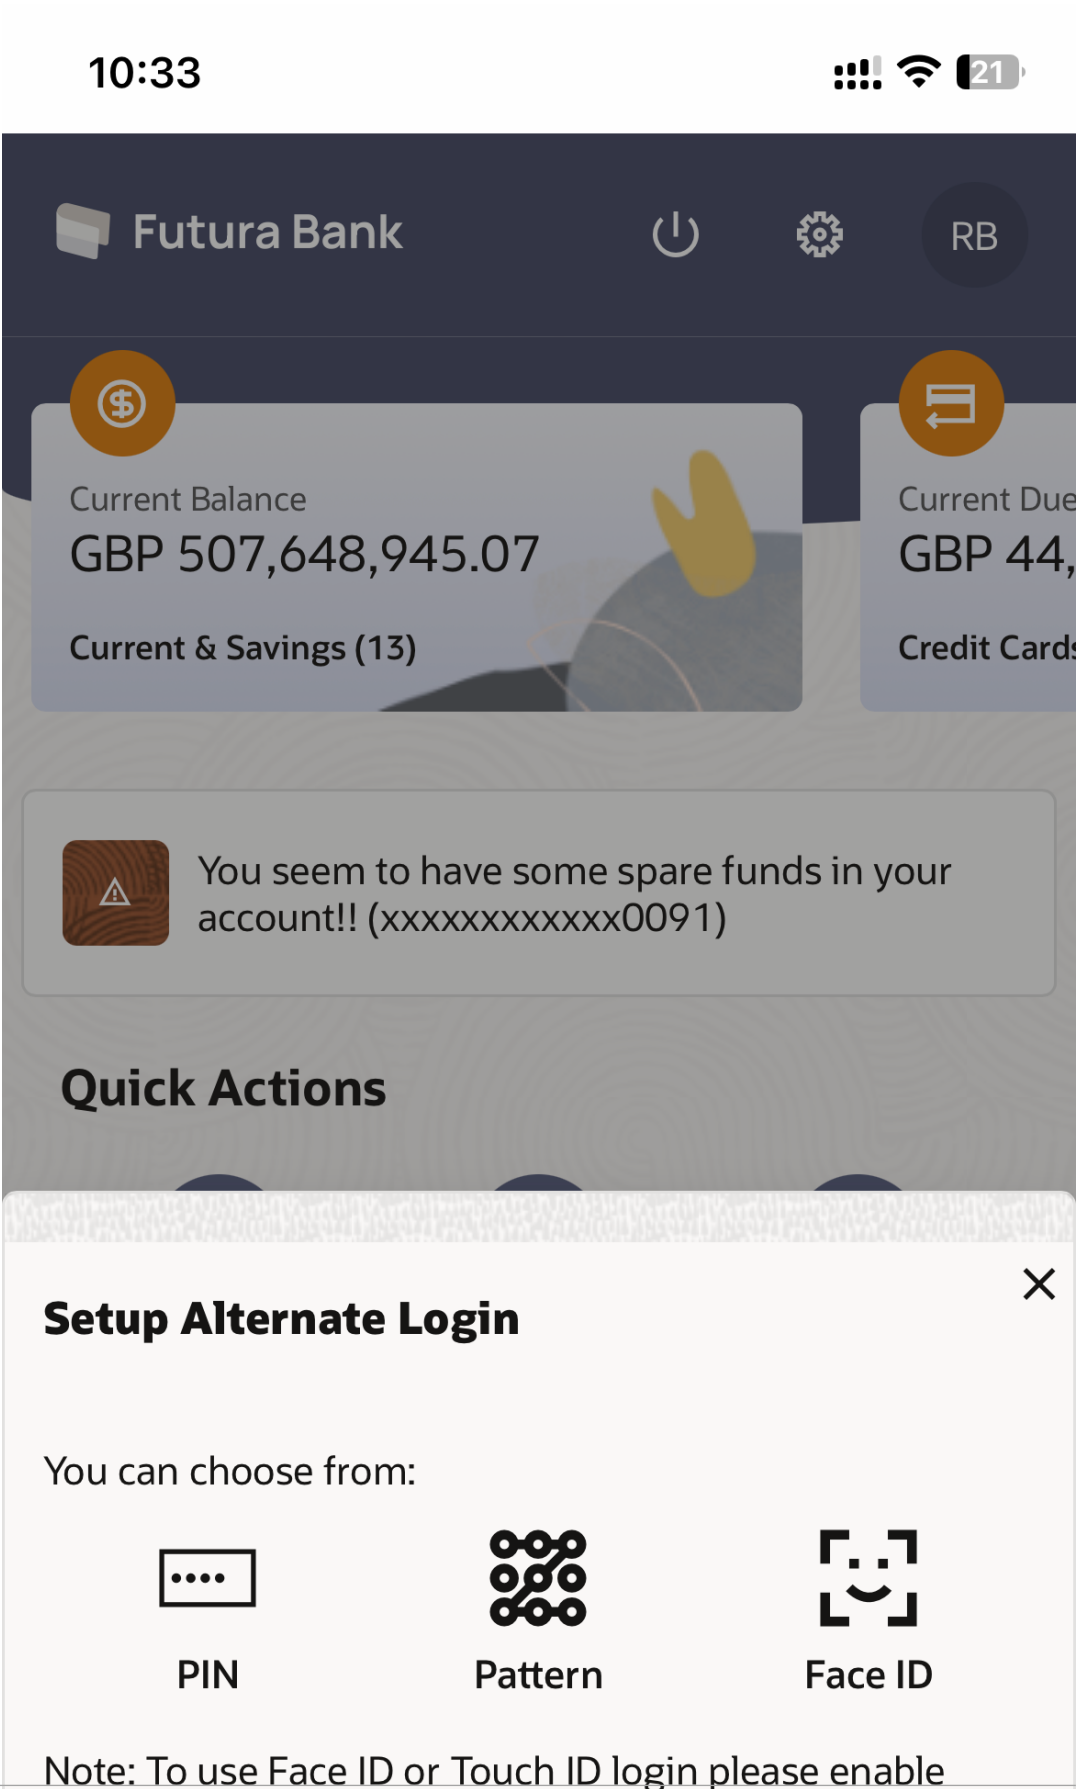 10:33
21
Futura Bank
RB
Current Balance
GBP 507,648,945.07
Current & Savings (13)
Current Due
GBP 44,
Credit Cards
You seem to have some spare funds in your
account!! (xxxxxxxxxxxx0091)
Quick Actions
Setup Alternate Login
You can choose from:
PIN
Pattern
Face ID
Note: To use Face ID or Touch ID login please enable